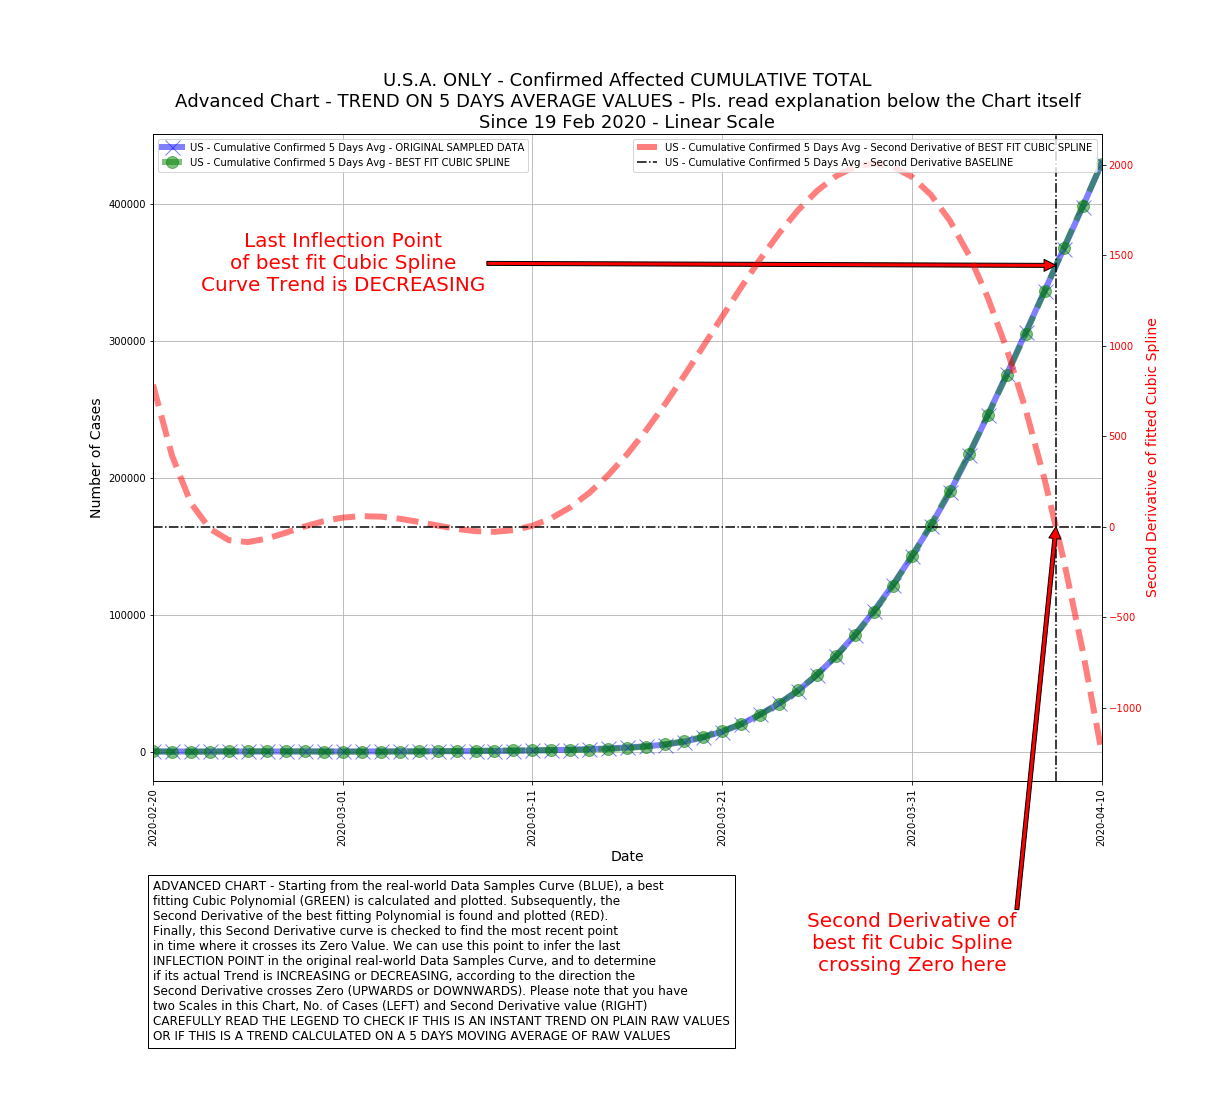 U.S.A. ONLY - Confirmed Affected CUMULATIVE TOTAL
Advanced Chart - TREND ON 5 DAYS AVERAGE VALUES - Pls. read explanation below the Chart itself
Since 19 Feb 2020 - Linear Scale
US - Cumulative Confirmed 5 Days Avg - ORIGINAL SAMPLED DATA
US - Cumulative Confirmed 5 Days Avg - BEST FIT CUBIC SPLINE
US - Cumulative Confirmed 5 Days Avg - Second Derivative of BEST FIT CUBIC SPLINE
US - Cumulative Confirmed 5 Days Avg - Second Derivative BASELINE
Last Inflection Point
of best fit Cubic Spline
Curve Trend is DECREASING
Number of Cases
400000
300000
200000
100000
0
2000
1500
1000
500
0
−500
−1000
Second Derivative of fitted Cubic Spline
2020-02-20
2020-03-01
2020-03-11
2020-03-21
2020-03-31
2020-04-10
Date
ADVANCED CHART - Starting from the real-world Data Samples Curve (BLUE), a best
fitting Cubic Polynomial (GREEN) is calculated and plotted. Subsequently, the
Second Derivative of the best fitting Polynomial is found and plotted (RED).
Finally, this Second Derivative curve is checked to find the most recent point
in time where it crosses its Zero Value. We can use this point to infer the last
INFLECTION POINT in the original real-world Data Samples Curve, and to determine
if its actual Trend is INCREASING or DECREASING, according to the direction the
Second Derivative crosses Zero (UPWARDS or DOWNWARDS). Please note that you have
two Scales in this Chart, No. of Cases (LEFT) and Second Derivative value (RIGHT)
CAREFULLY READ THE LEGEND TO CHECK IF THIS IS AN INSTANT TREND ON PLAIN RAW VALUES
OR IF THIS IS A TREND CALCULATED ON A 5 DAYS MOVING AVERAGE OF RAW VALUES
Second Derivative of
best fit Cubic Spline
crossing Zero here